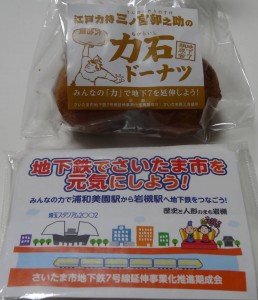 江戸力持三ノ宮卯之助の
力石
ドーナツ
みんなの「力」で地下7を延伸しよう!
地下鉄でさいたま市を
元気にしよう!
みんなの力で浦和美園駅から岩槻駅へ地下鉄をつなごう!
埼玉スタジアム2002
歴史と人形のまち岩槻
さいたま市地下鉄7号線延伸事業化推進期成会